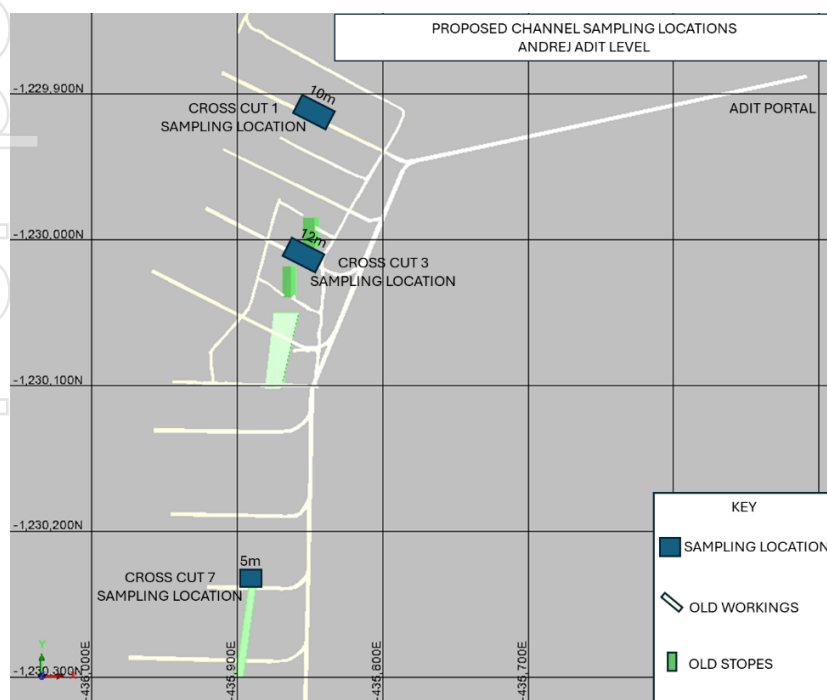 PROPOSED CHANNEL SAMPLING LOCATIONS
ANDREJ ADIT LEVEL
-1,229,900N
10m
CROSS CUT 1
SAMPLING LOCATION
ADIT PORTAL
-1,230,000N
12m
CROSS CUT 3
SAMPLING LOCATION
-1,230,100N
-1,230,200N
5m
CROSS CUT 7
SAMPLING LOCATION
KEY
SAMPLING LOCATION
OLD WORKINGS
OLD STOPES
Y
X
-1,230,300N
-436,000E
-435,900E
-435,800E
-435,700E